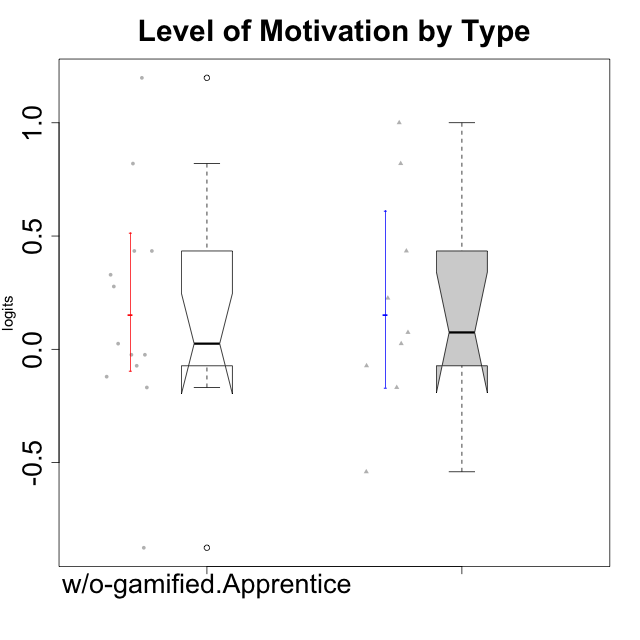 Level of Motivation by Type
logits
1.0
0.5
0.0
-0.5
w/o-gamified.Apprentice